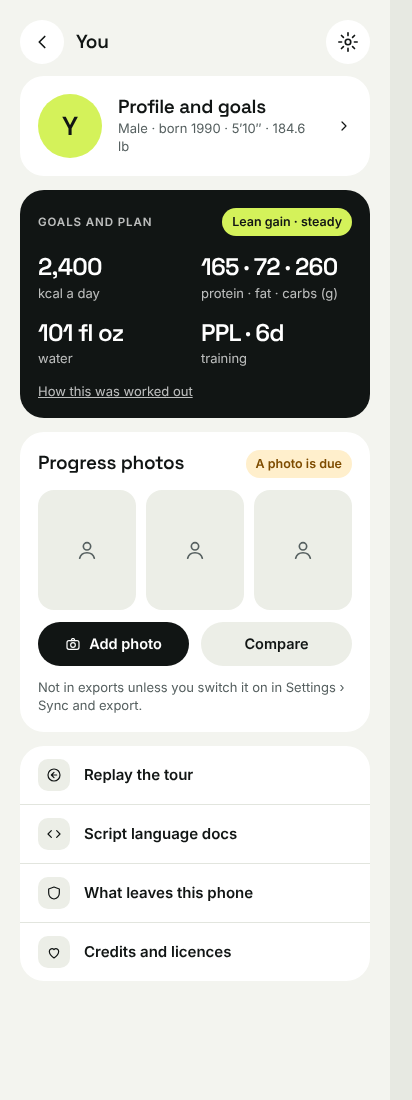 You
Y
Profile and goals
Male · born 1990 · 5′10″ · 184.6
lb
GOALS AND PLAN
Lean gain · steady
2,400
165 · 72 · 260
kcal a day
protein · fat · carbs (g)
101 fl oz
PPL · 6d
water
training
How this was worked out
Progress photos
A photo is due
Add photo
Compare
Not in exports unless you switch it on in Settings ›
Sync and export.
Replay the tour
Script language docs
What leaves this phone
Credits and licences